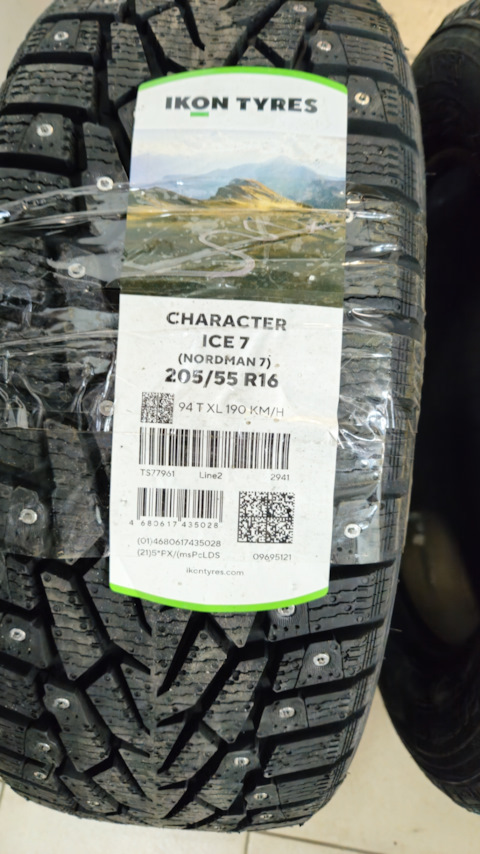 IKON TYRES
CHARACTER
ICE 7
(NORDMAN 7)
205/55 R16
94 T XL 190 KM/H
TS77961 Line2 2941
4 680617 435028
(01)4680617435028
(21)5*PX/(msPcLDS 09695121
ikontyres.com